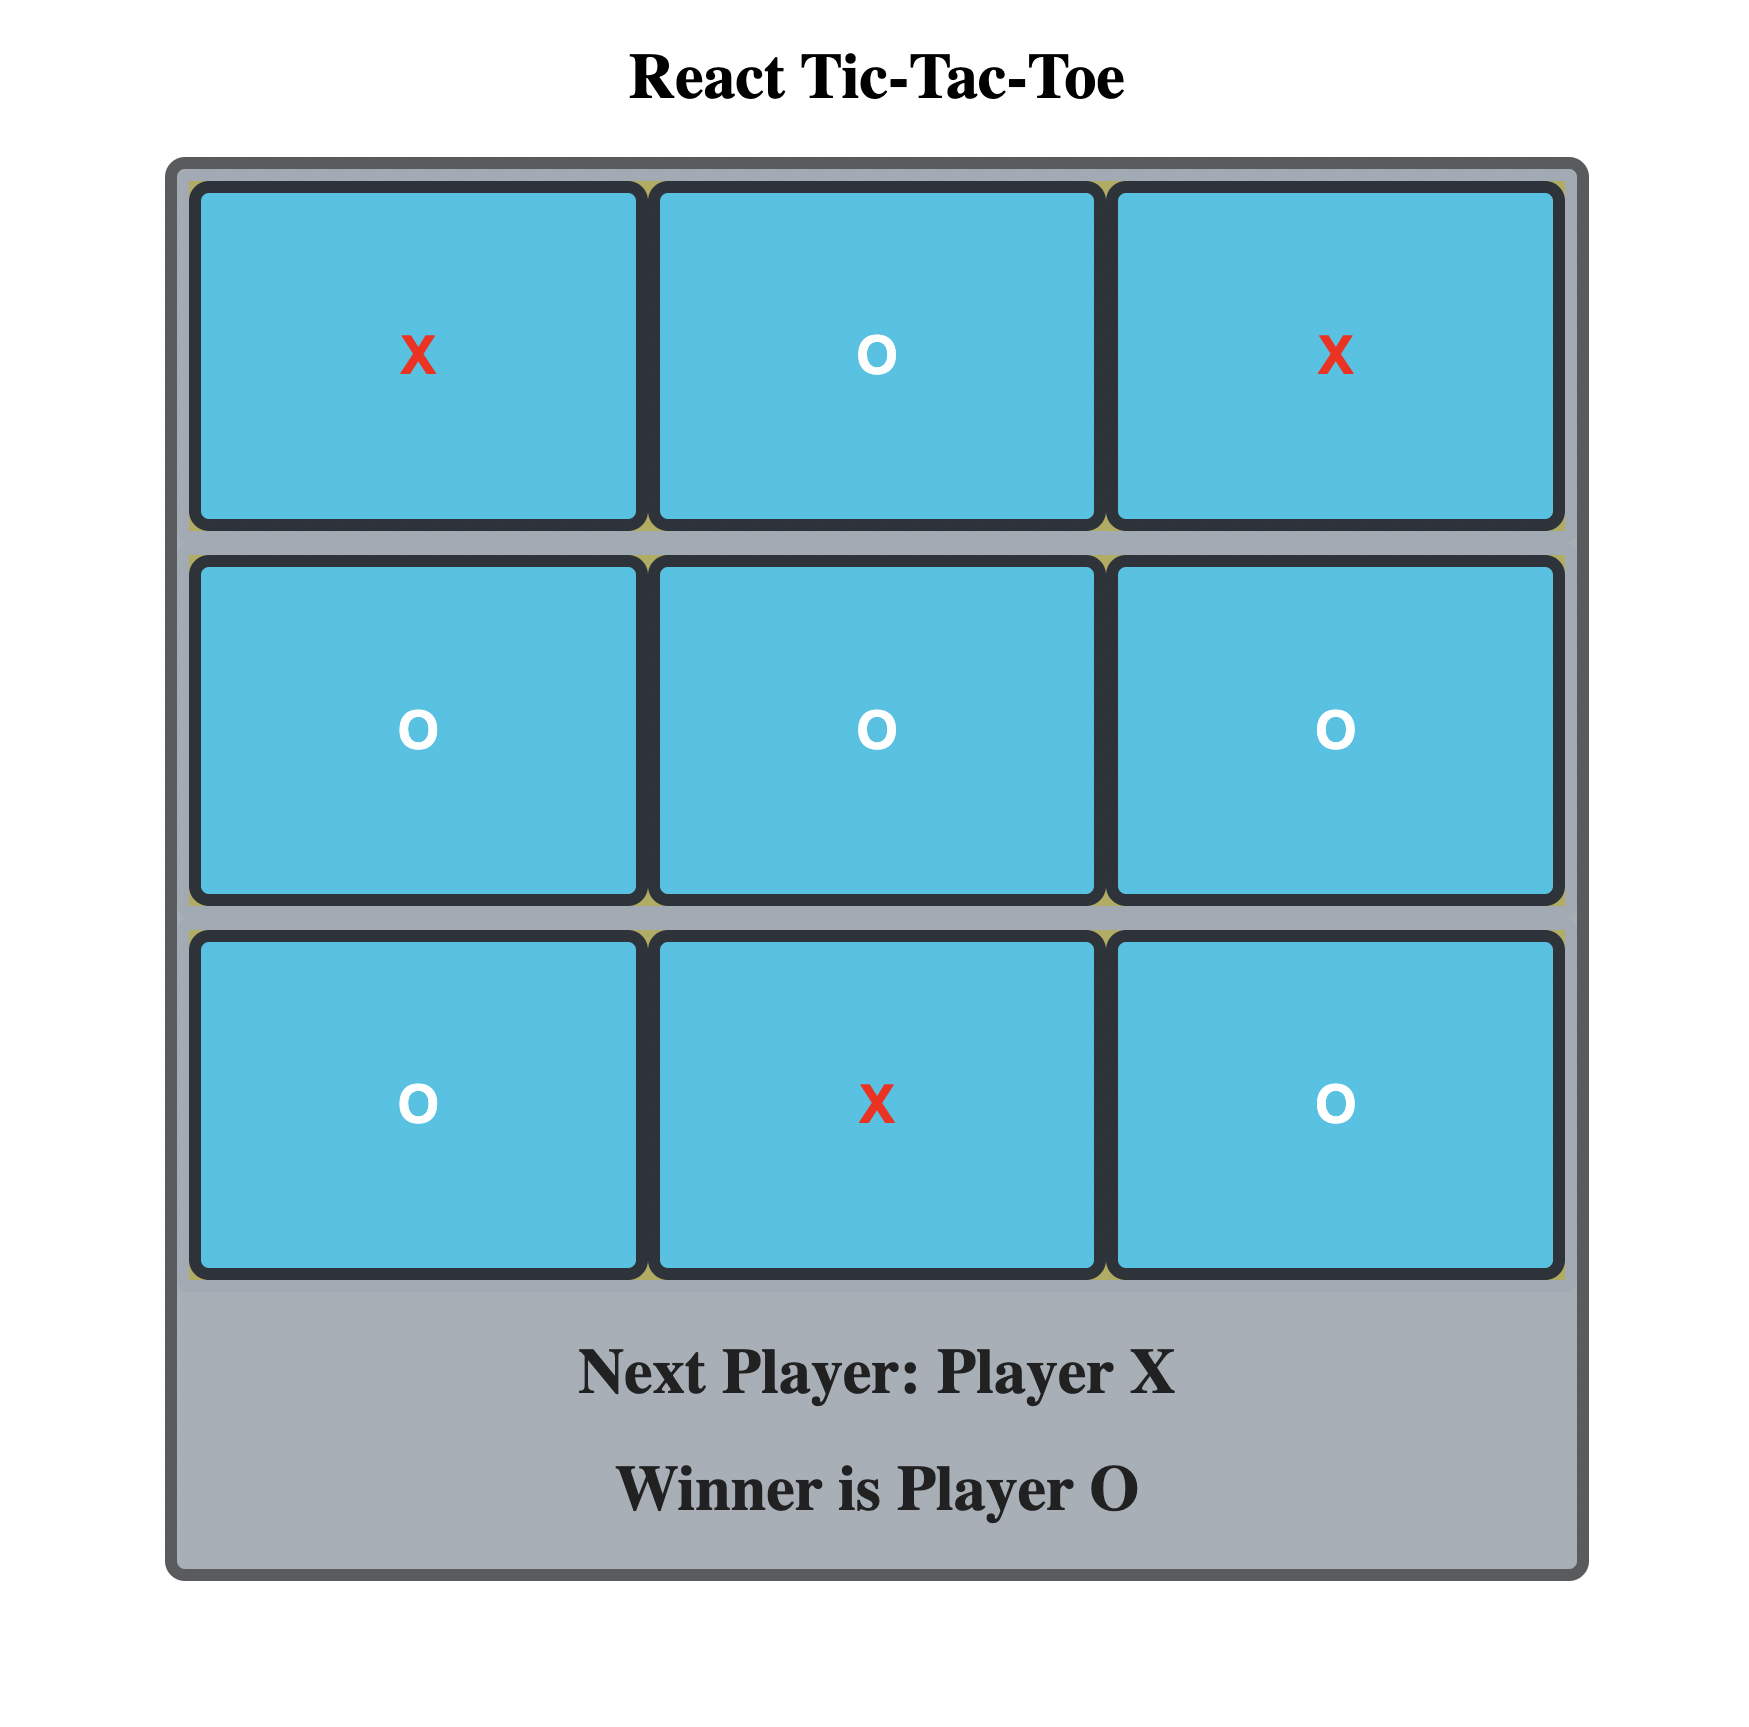 React Tic-Tac-Toe
X O X
O O O
O X O
Next Player: Player X
Winner is Player O